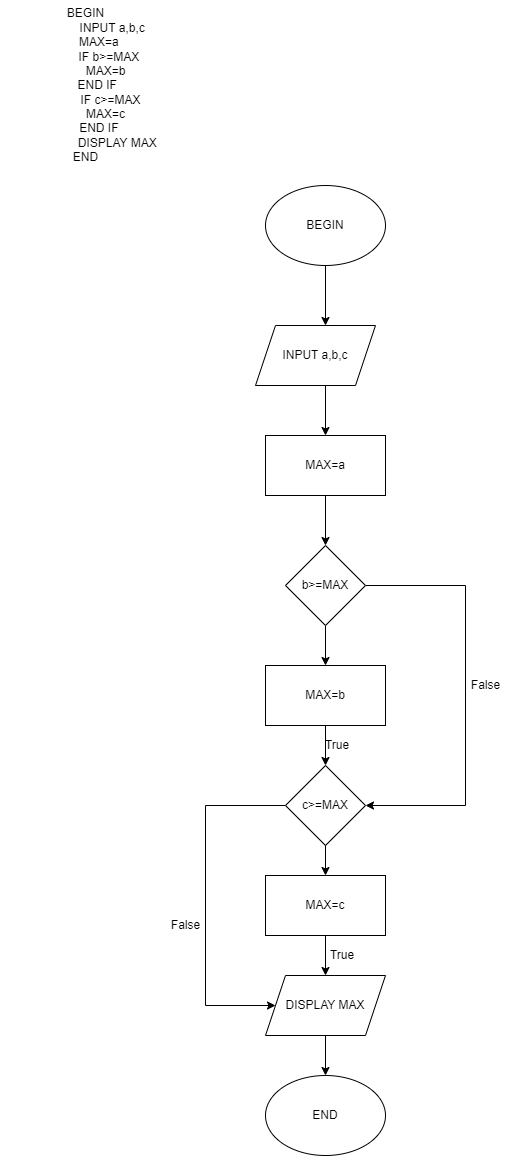 BEGIN
INPUT a,b,c
MAX=a
IF b>=MAX
MAX=b
END IF
IF c>=MAX
MAX=c
END IF
DISPLAY MAX
END
BEGIN
INPUT a,b,c
MAX=a
b>=MAX
False
MAX=b
True
c>=MAX
MAX=c
False
True
DISPLAY MAX
END